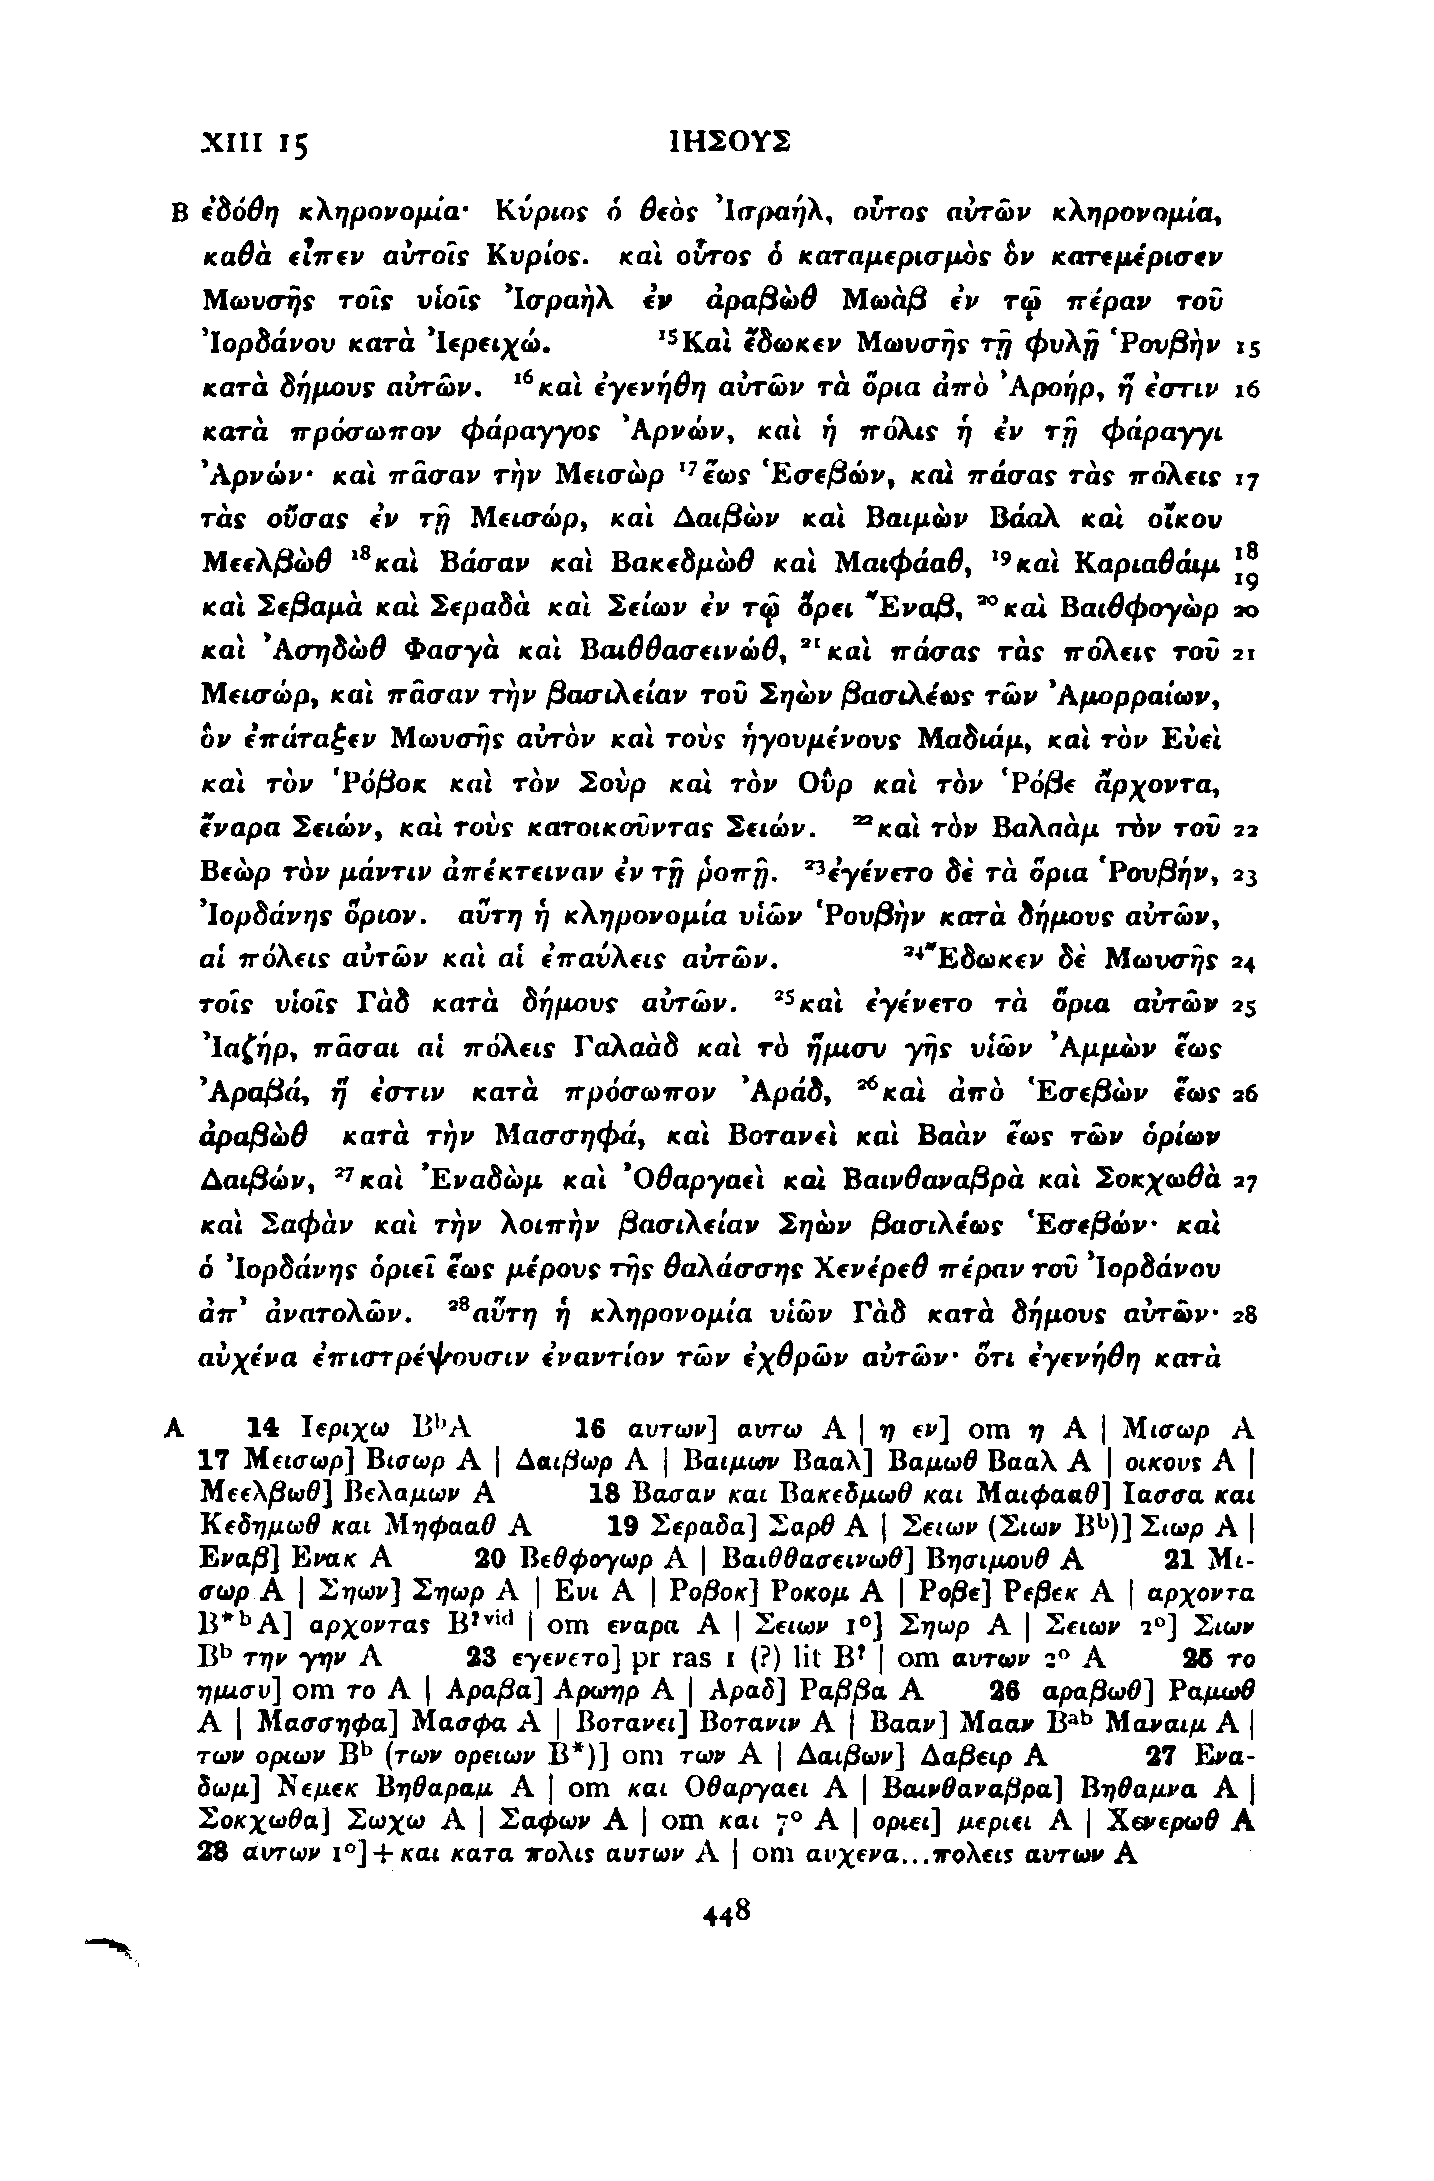 XIII 15 ΙΗΣΟΥΣ
B ἐδόθη κληρονομία· Κύριος ὁ θεὸς Ἰσραήλ, οὗτος αὐτῶν κληρονομία,
καθὰ εἶπεν αὐτοῖς Κυρίος. καὶ οὗτος ὁ καταμερισμὸς ὃν κατεμέρισεν
Μωυσῆς τοῖς υἱοῖς Ἰσραὴλ ἐν ἀραβὼθ Μωὰβ ἐν τῷ πέραν τοῦ
Ἰορδάνου κατὰ Ἰερειχώ. ¹⁵Καὶ ἔδωκεν Μωυσῆς τῇ φυλῇ Ῥουβὴν 15
κατὰ δήμους αὐτῶν. ¹⁶καὶ ἐγενήθη αὐτῶν τὰ ὅρια ἀπὸ Ἀροήρ, ἥ ἐστιν 16
κατὰ πρόσωπον φάραγγος Ἀρνών, καὶ ἡ πόλις ἡ ἐν τῇ φάραγγι
Ἀρνών· καὶ πᾶσαν τὴν Μεισὼρ ¹⁷ἕως Ἑσεβών, καὶ πάσας τὰς πόλεις 17
τὰς οὔσας ἐν τῇ Μεισώρ, καὶ Δαιβὼν καὶ Βαιμὼν Βάαλ καὶ οἴκου
Μεελβὼθ ¹⁸καὶ Βάσαν καὶ Βακεδμὼθ καὶ Μαιφάαθ, ¹⁹καὶ Καριαθάιμ 18 19
καὶ Σεβαμὰ καὶ Σεραδὰ καὶ Σείων ἐν τῷ ὄρει Ἔναβ, ²⁰καὶ Βαιθφογὼρ 20
καὶ Ἀσηδὼθ Φασγὰ καὶ Βαιθθασεινώθ, ²¹καὶ πάσας τὰς πόλεις τοῦ 21
Μεισώρ, καὶ πᾶσαν τὴν βασιλείαν τοῦ Σηὼν βασιλέως τῶν Ἀμορραίων,
ὃν ἐπάταξεν Μωυσῆς αὐτὸν καὶ τοὺς ἡγουμένους Μαδιάμ, καὶ τὸν Εὐεὶ
καὶ τὸν Ῥόβοκ καὶ τὸν Σοὺρ καὶ τὸν Οὒρ καὶ τὸν Ῥόβε ἄρχοντα,
ἔναρα Σειών, καὶ τοὺς κατοικοῦντας Σειών. ²²καὶ τὸν Βαλαὰμ τὸν τοῦ 22
Βεὼρ τὸν μάντιν ἀπέκτειναν ἐν τῇ ῥοπῇ. ²³ἐγένετο δὲ τὰ ὅρια Ῥουβήν, 23
Ἰορδάνης ὅριον. αὕτη ἡ κληρονομία υἱῶν Ῥουβὴν κατὰ δήμους αὐτῶν,
αἱ πόλεις αὐτῶν καὶ αἱ ἐπαύλεις αὐτῶν. ²⁴Ἔδωκεν δὲ Μωυσῆς 24
τοῖς υἱοῖς Γὰδ κατὰ δήμους αὐτῶν. ²⁵καὶ ἐγένετο τὰ ὅρια αὐτῶν 25
Ἰαζήρ, πᾶσαι αἱ πόλεις Γαλαὰδ καὶ τὸ ἥμισυ γῆς υἱῶν Ἀμμὼν ἕως
Ἀραβά, ἥ ἐστιν κατὰ πρόσωπον Ἀράδ, ²⁶καὶ ἀπὸ Ἑσεβὼν ἕως 26
ἀραβὼθ κατὰ τὴν Μασσηφά, καὶ Βοτανεὶ καὶ Βαὰν ἕως τῶν ὁρίων
Δαιβών, ²⁷καὶ Ἐναδὼμ καὶ Ὀθαργαεὶ καὶ Βαινθαναβρὰ καὶ Σοκχωθὰ 27
καὶ Σαφὰν καὶ τὴν λοιπὴν βασιλείαν Σηὼν βασιλέως Ἑσεβών· καὶ
ὁ Ἰορδάνης ὁριεῖ ἕως μέρους τῆς θαλάσσης Χενέρεθ πέραν τοῦ Ἰορδάνου
ἀπ’ ἀνατολῶν. ²⁸αὕτη ἡ κληρονομία υἱῶν Γὰδ κατὰ δήμους αὐτῶν· 28
αὐχένα ἐπιστρέψουσιν ἐναντίον τῶν ἐχθρῶν αὐτῶν· ὅτι ἐγενήθη κατὰ
A 14 Ιεριχω BᵇA 16 αυτων] αυτω A | η εν] om η A | Μισωρ A
17 Μεισωρ] Βισωρ A | Δαιβωρ A | Βαιμων Βααλ] Βαμωθ Βααλ A | οικους A |
Μεελβωθ] Βελαμων A 18 Βασαν και Βακεδμωθ και Μαιφααθ] Ιασσα και
Κεδημωθ και Μηφααθ A 19 Σεραδα] Σαρθ A | Σειων (Σιων Bᵇ)] Σιωρ A |
Εναβ] Ενακ A 20 Βεθφογωρ A | Βαιθθασεινωθ] Βησιμουθ A 21 Μι-
σωρ A | Σηων] Σηωρ A | Ευι A | Ροβοκ] Ροκομ A | Ροβε] Ρεβεκ A | αρχοντα
B*ᵇA] αρχοντας B?ᵛⁱᵈ | om εναρα A | Σειων 1°] Σηωρ A | Σειων 2°] Σιων
Bᵇ την γην A 23 εγενετο] pr ras 1 (?) lit B? | om αυτων 2° A 25 το
ημισυ] om το A | Αραβα] Αρωηρ A | Αραδ] Ραββα A 26 αραβωθ] Ραμωθ
A | Μασσηφα] Μασφα A | Βοτανει] Βοτανιν A | Βααν] Μααν Bᵃᵇ Μαναιμ A |
των οριων Bᵇ (των ορειων B*)] om των A | Δαιβων] Δαβειρ A 27 Ενα-
δωμ] Νεμεκ Βηθαραμ A | om και Οθαργαει A | Βαινθαναβρα] Βηθαμνα A |
Σοκχωθα] Σωχω A | Σαφων A | om και 7° A | οριει] μεριει A | Χενερωθ A
28 αυτων 1°]+και κατα πολις αυτων A | om αυχενα...πολεις αυτων A
448